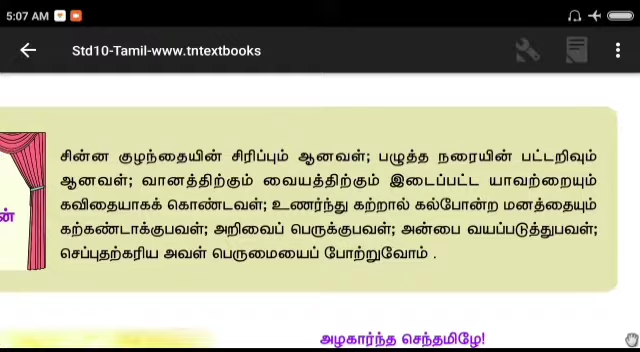 5:07 AM
Std10-Tamil-www.tntextbooks
சின்ன குழந்தையின் சிரிப்பும் ஆனவள்; பழுத்த நரையின் பட்டறிவும்
ஆனவள்; வானத்திற்கும் வையத்திற்கும் இடைப்பட்ட யாவற்றையும்
கவிதையாகக் கொண்டவள்; உணர்ந்து கற்றால் கல்போன்ற மனத்தையும்
ன்
கற்கண்டாக்குபவள்; அறிவைப் பெருக்குபவள்; அன்பை வயப்படுத்துபவள்;
செப்புதற்கரிய அவள் பெருமையைப் போற்றுவோம் .
அழகார்ந்த செந்தமிழே!